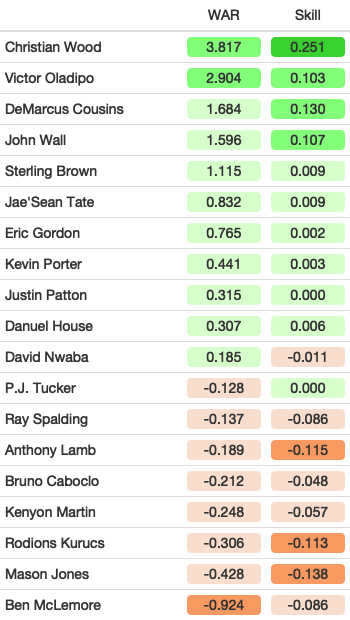 WAR Skill
Christian Wood 3.817 0.251
Victor Oladipo 2.904 0.103
DeMarcus Cousins 1.684 0.130
John Wall 1.596 0.107
Sterling Brown 1.115 0.009
Jae'Sean Tate 0.832 0.009
Eric Gordon 0.765 0.002
Kevin Porter 0.441 0.003
Justin Patton 0.315 0.000
Danuel House 0.307 0.006
David Nwaba 0.185 -0.011
P.J. Tucker -0.128 0.000
Ray Spalding -0.137 -0.086
Anthony Lamb -0.189 -0.115
Bruno Caboclo -0.212 -0.048
Kenyon Martin -0.248 -0.057
Rodions Kurucs -0.306 -0.113
Mason Jones -0.428 -0.138
Ben McLemore -0.924 -0.086